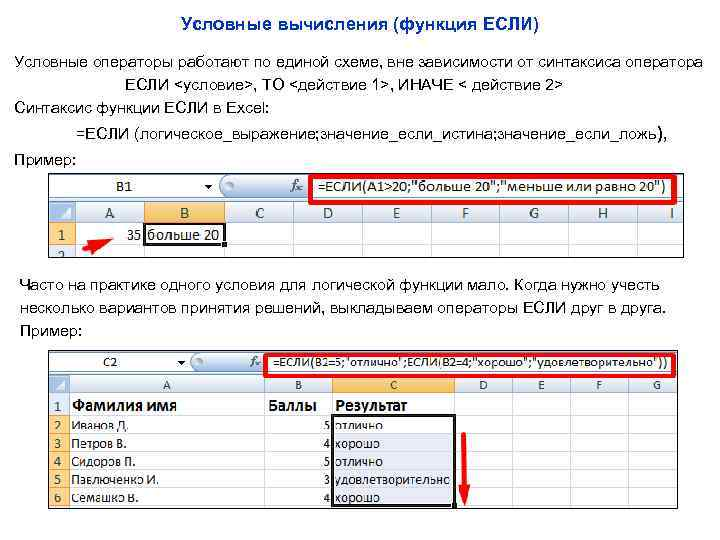 Условные вычисления (функция ЕСЛИ)
Условные операторы работают по единой схеме, вне зависимости от синтаксиса оператора
ЕСЛИ <условие>, ТО <действие 1>, ИНАЧЕ < действие 2>
Синтаксис функции ЕСЛИ в Excel:
=ЕСЛИ (логическое_выражение; значение_если_истина; значение_если_ложь),
Пример:
B1 fx =ЕСЛИ(A1>20;"больше 20";"меньше или равно 20")
A B C D E F G H I
1 35 больше 20
2
Часто на практике одного условия для логической функции мало. Когда нужно учесть
несколько вариантов принятия решений, выкладываем операторы ЕСЛИ друг в друга.
Пример:
C2 fx =ЕСЛИ(B2=5;"отлично";ЕСЛИ(B2=4;"хорошо";"удовлетворительно"))
A B C D E F G
1 Фамилия имя Баллы Результат
2 Иванов Д. 5 отлично
3 Петров В. 4 хорошо
4 Сидоров П. 5 отлично
5 Павлюченко И. 3 удовлетворительно
6 Семашко В. 4 хорошо